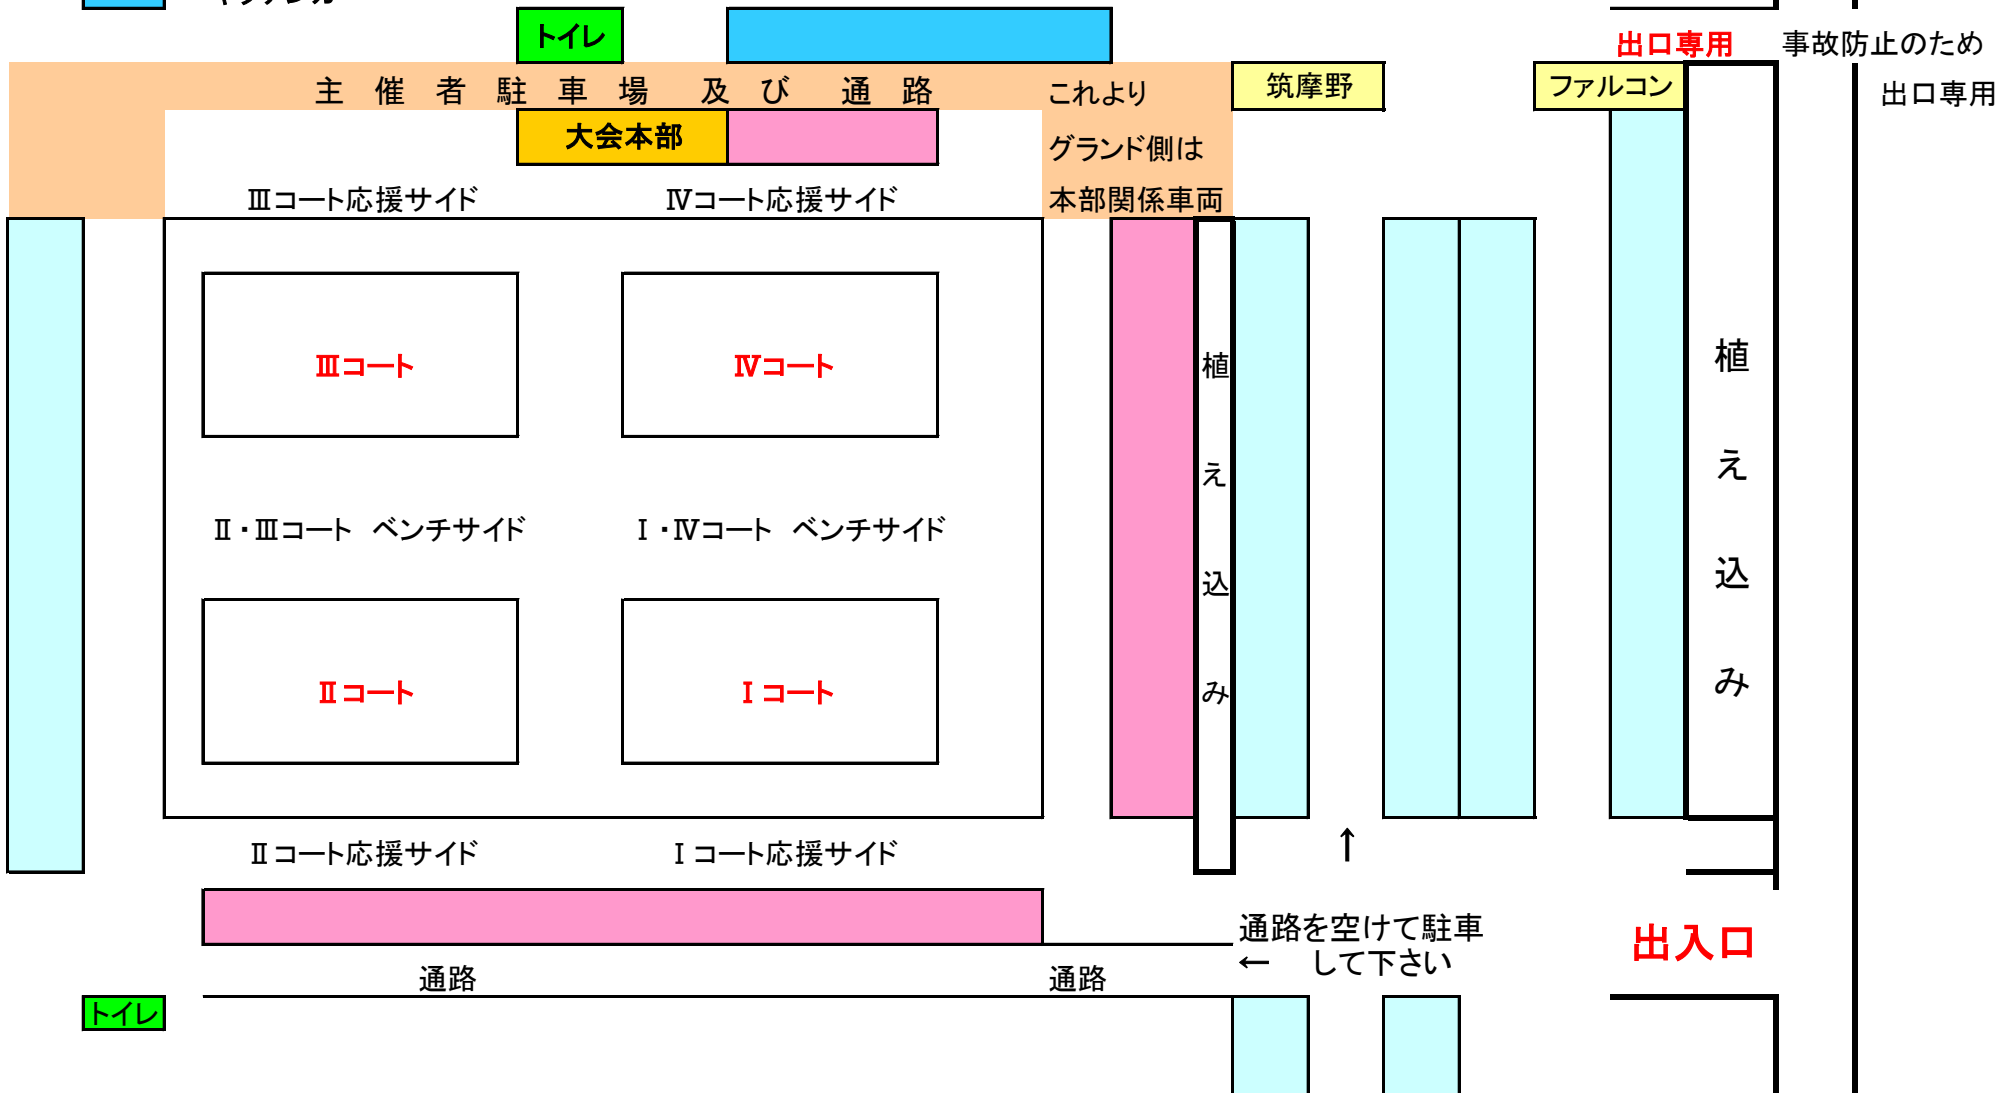 トイレ
出口専用
事故防止のため
出口専用
主催者駐車場及び通路
これより
グランド側は
本部関係車両
筑摩野
ファルコン
大会本部
Ⅲコート応援サイド
Ⅳコート応援サイド
Ⅲコート
Ⅳコート
植え込み
植え込み
Ⅱ・Ⅲコート ベンチサイド
Ⅰ・Ⅳコート ベンチサイド
Ⅱコート
Ⅰコート
Ⅱコート応援サイド
Ⅰコート応援サイド
↑
通路を空けて駐車
← して下さい
出入口
通路
通路
トイレ